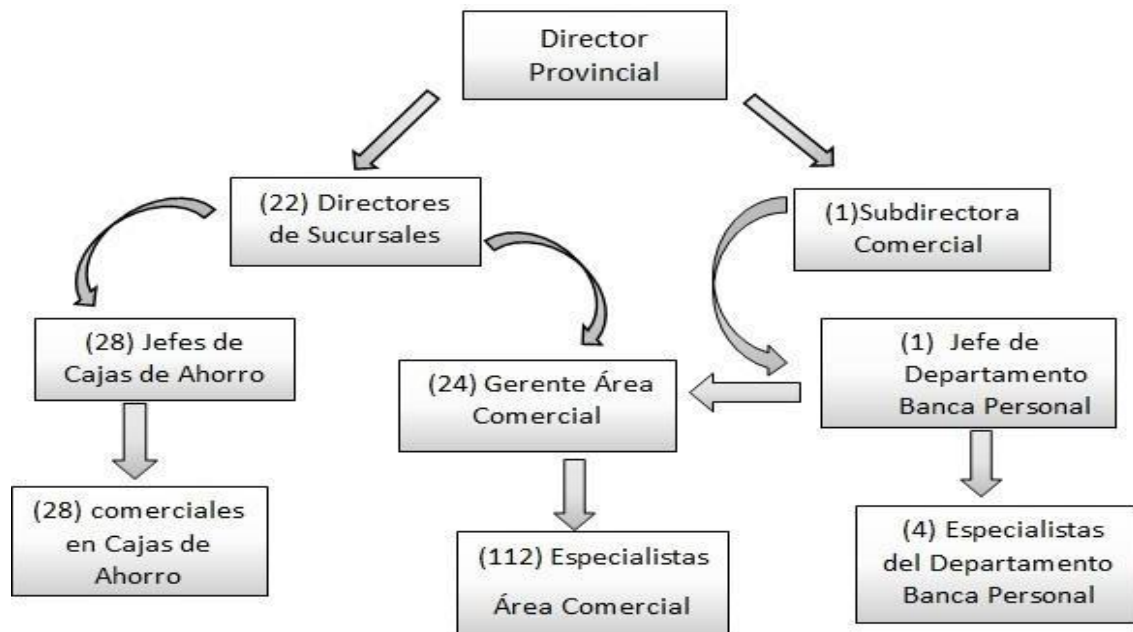 Director
Provincial
(22) Directores
de Sucursales
(1)Subdirectora
Comercial
(28) Jefes de
Cajas de Ahorro
(24) Gerente Área
Comercial
(1) Jefe de
Departamento
Banca Personal
(28) comerciales
en Cajas de
Ahorro
(112) Especialistas
Área Comercial
(4) Especialistas
del Departamento
Banca Personal